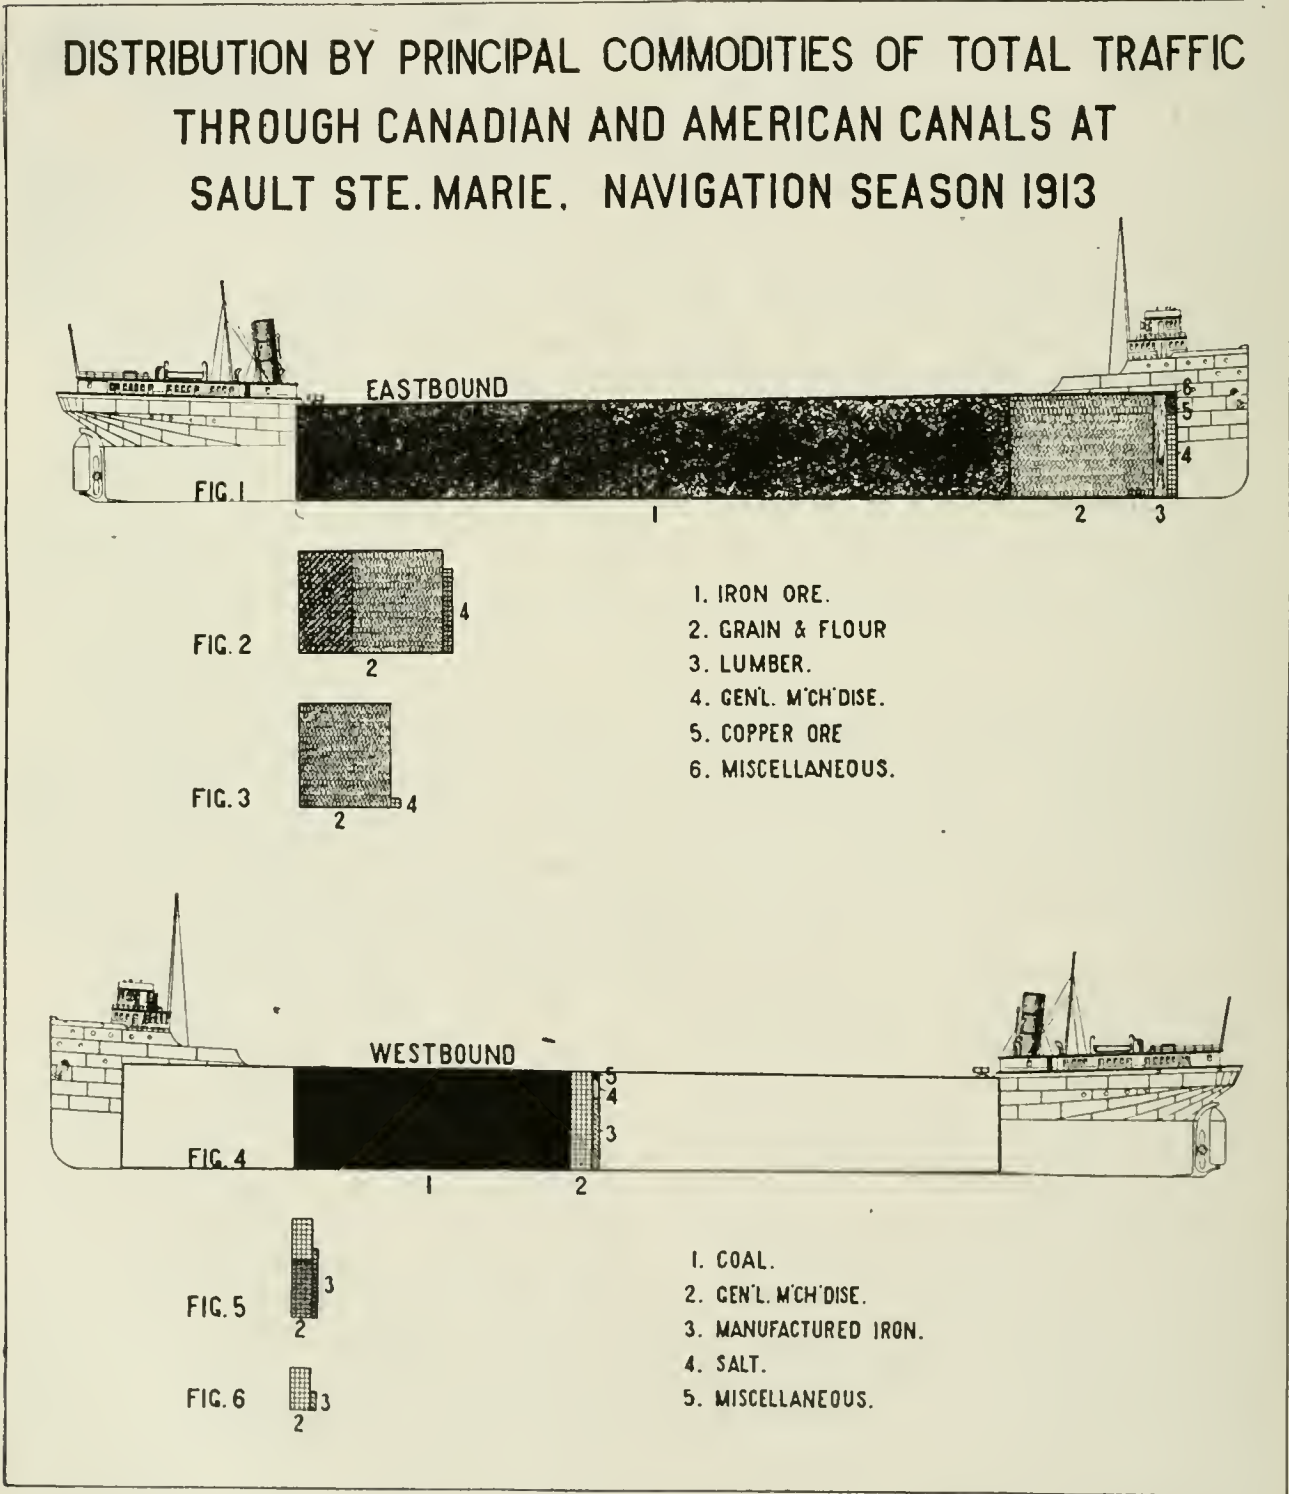 DISTRIBUTION BY PRINCIPAL COMMODITIES OF TOTAL TRAFFIC
THROUGH CANADIAN AND AMERICAN CANALS AT
SAULT STE. MARIE. NAVIGATION SEASON 1913
EASTBOUND
6
5
4
FIG. 1
1
2
3
FIG. 2
4
2
FIG. 3
4
2
1. IRON ORE.
2. GRAIN & FLOUR
3. LUMBER.
4. GEN'L. M'CH'DISE.
5. COPPER ORE
6. MISCELLANEOUS.
WESTBOUND
5
4
3
FIG. 4
1
2
FIG. 5
3
2
FIG. 6
3
2
1. COAL.
2. GEN'L. M'CH'DISE.
3. MANUFACTURED IRON.
4. SALT.
5. MISCELLANEOUS.